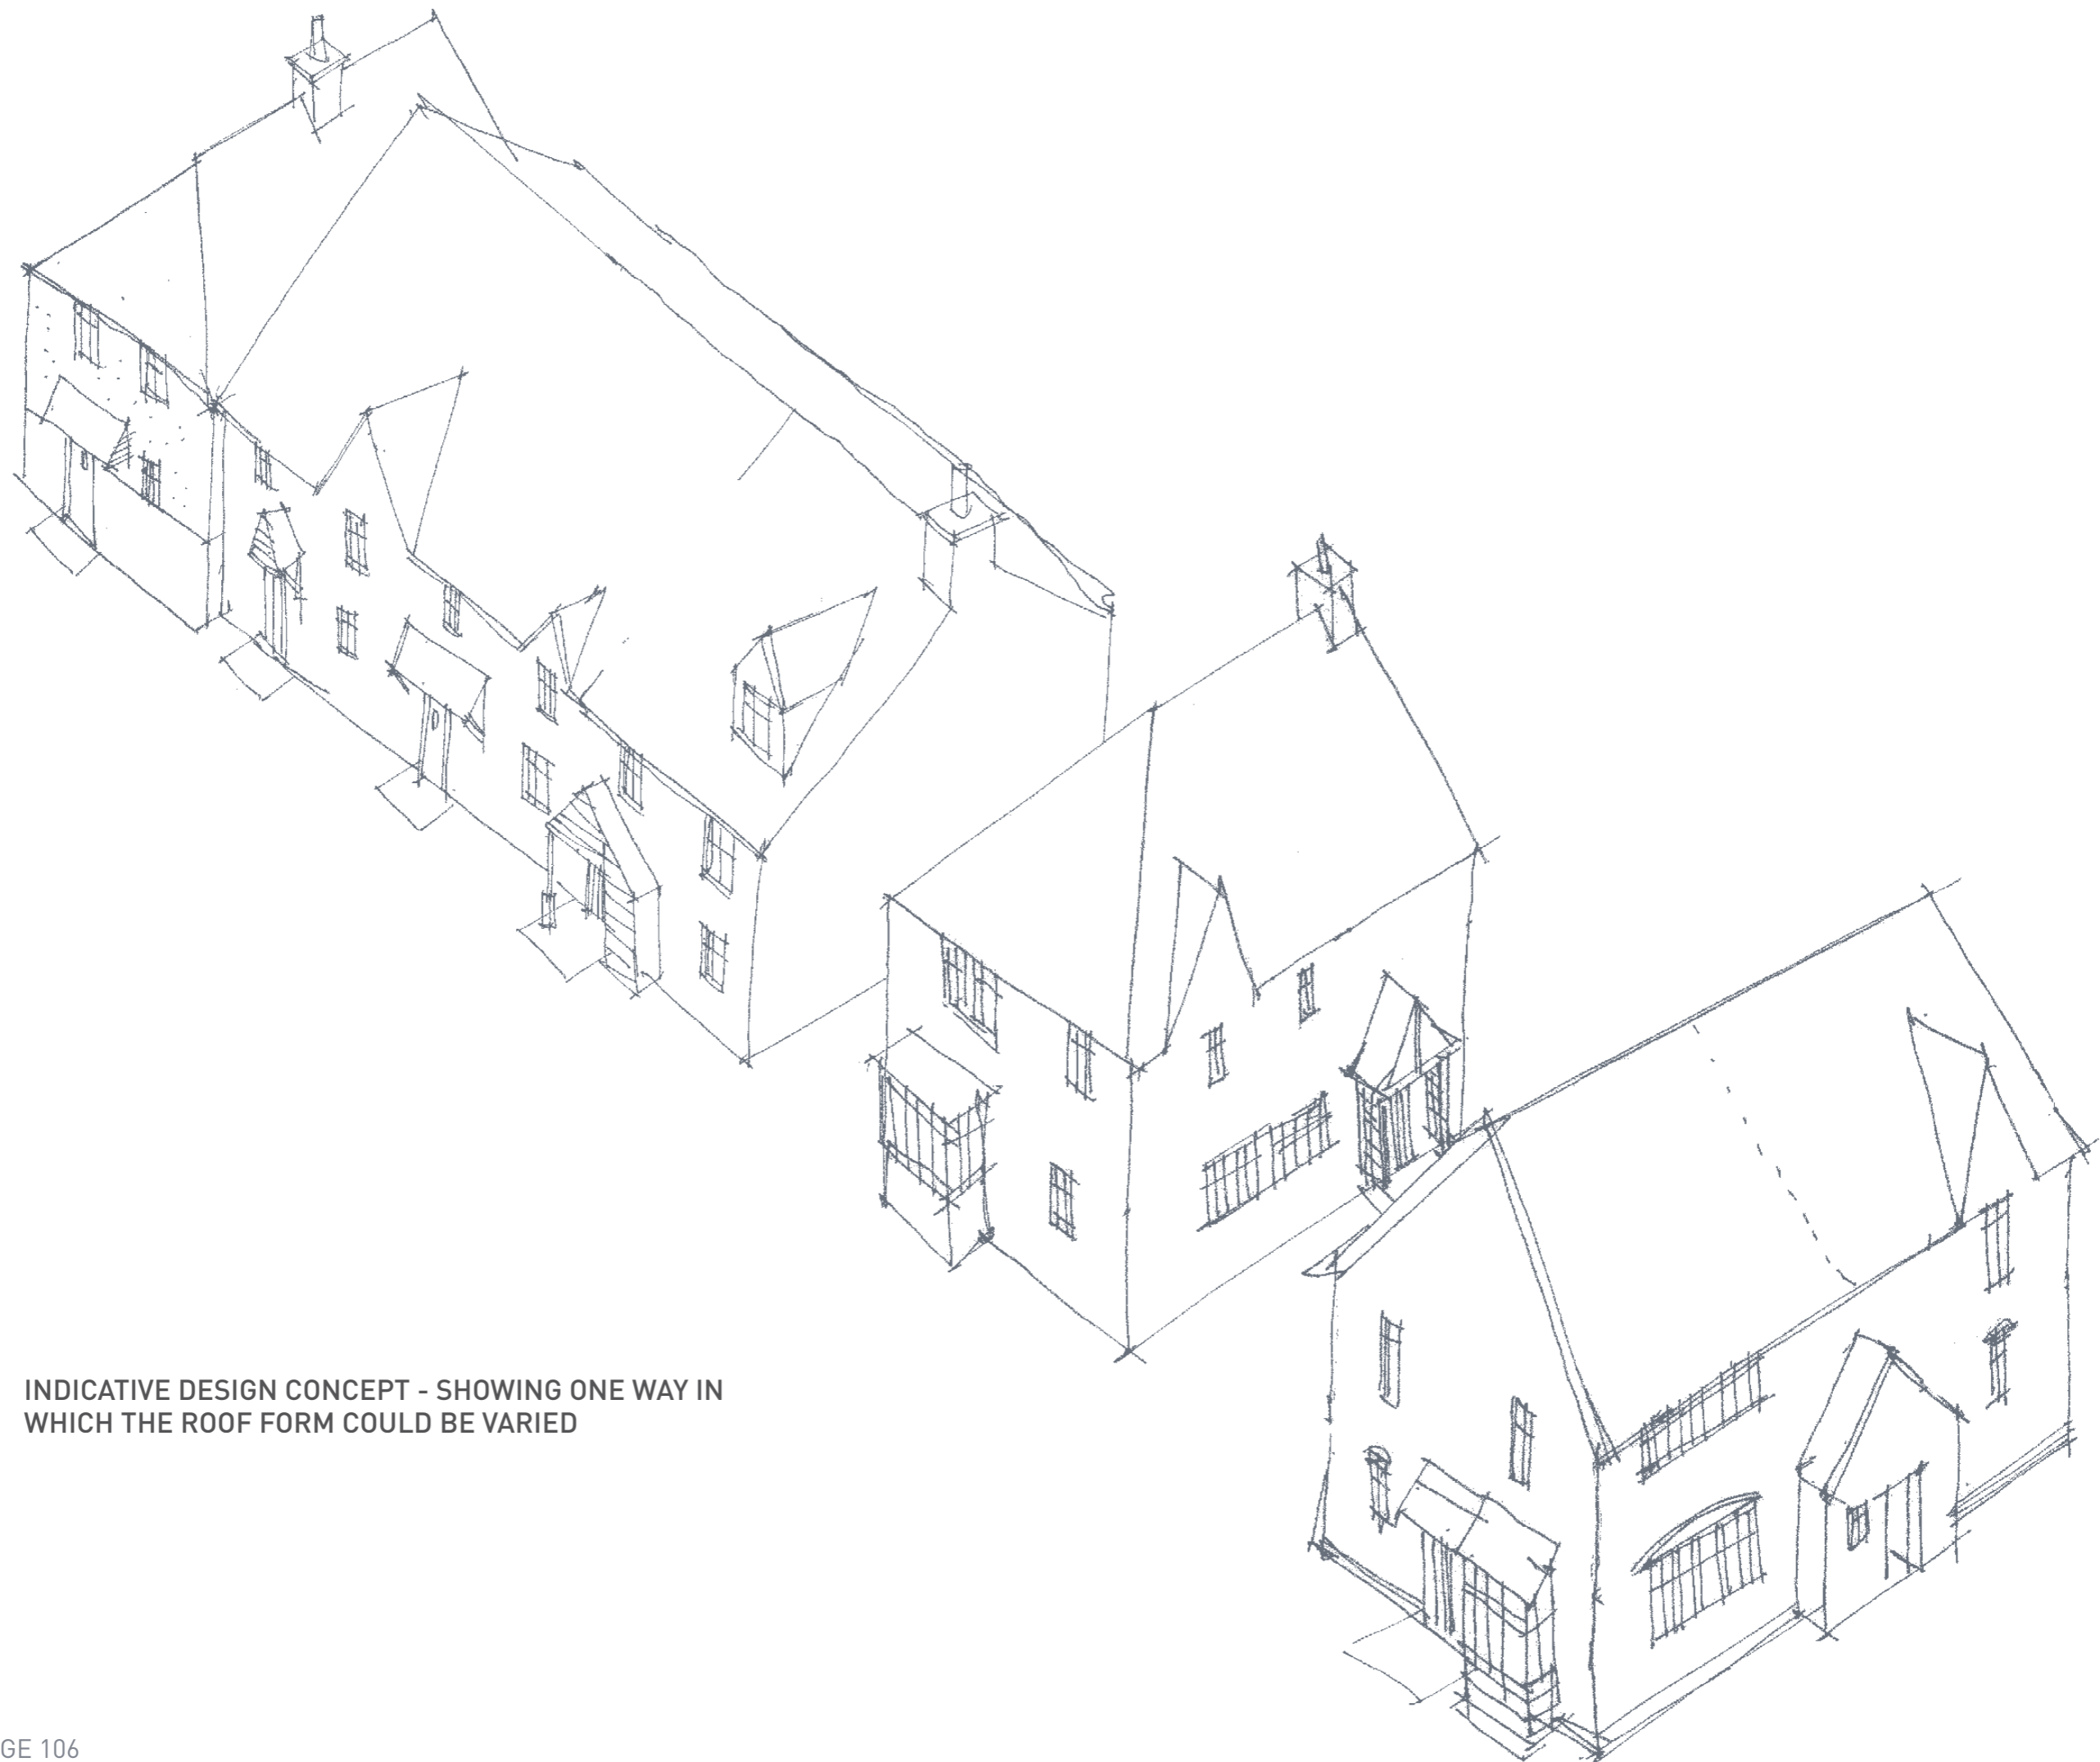 INDICATIVE DESIGN CONCEPT - SHOWING ONE WAY IN
WHICH THE ROOF FORM COULD BE VARIED
GE 106